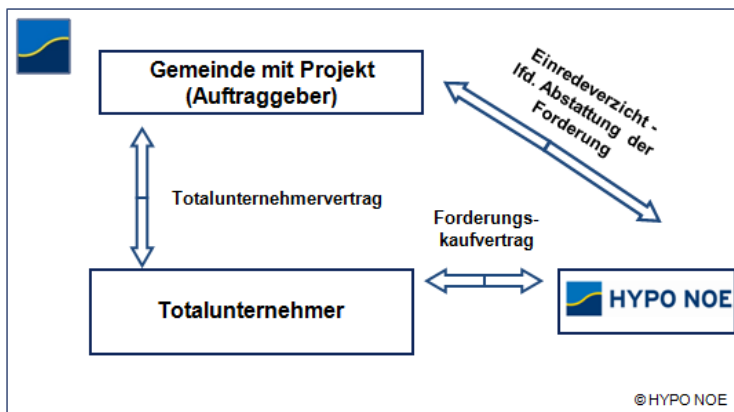 Gemeinde mit Projekt
(Auftraggeber)
Einredeverzicht -
lfd. Abstattung der
Forderung
Totalunternehmervertrag
Forderungs-
kaufvertrag
Totalunternehmer
HYPO NOE
© HYPO NOE